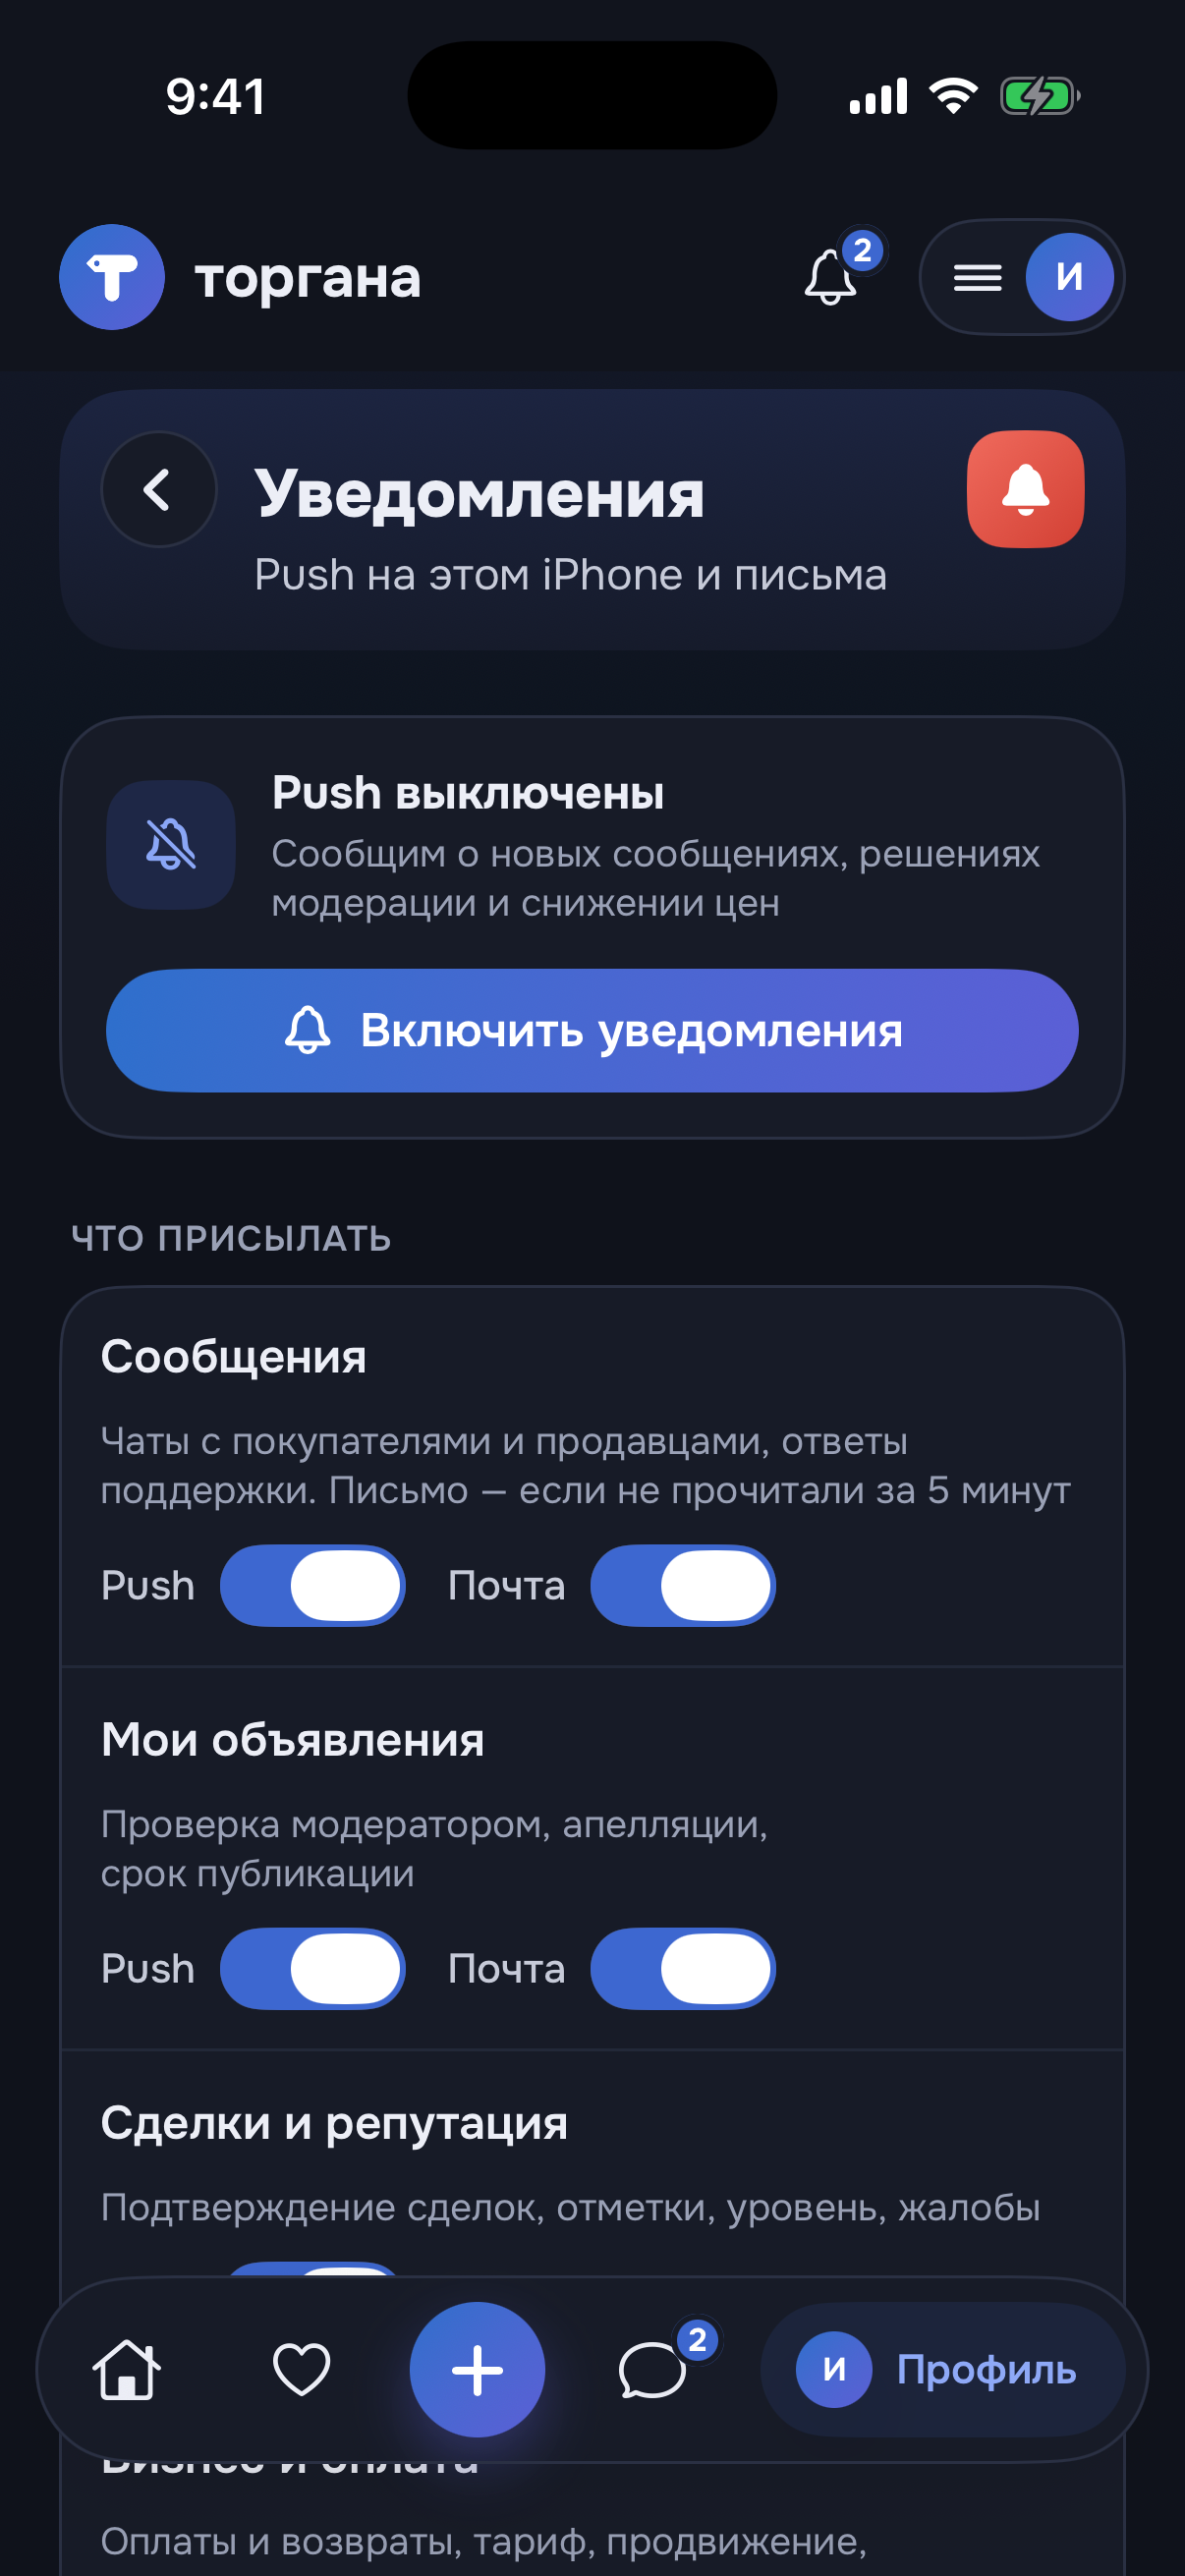 9:41
торгана
2
И
Уведомления
Push на этом iPhone и письма
Push выключены
Сообщим о новых сообщениях, решениях
модерации и снижении цен
Включить уведомления
ЧТО ПРИСЫЛАТЬ
Сообщения
Чаты с покупателями и продавцами, ответы
поддержки. Письмо — если не прочитали за 5 минут
Push
Почта
Мои объявления
Проверка модератором, апелляции,
срок публикации
Push
Почта
Сделки и репутация
Подтверждение сделок, отметки, уровень, жалобы
2
И
Профиль
Бизнес и оплата
Оплаты и возвраты, тариф, продвижение,